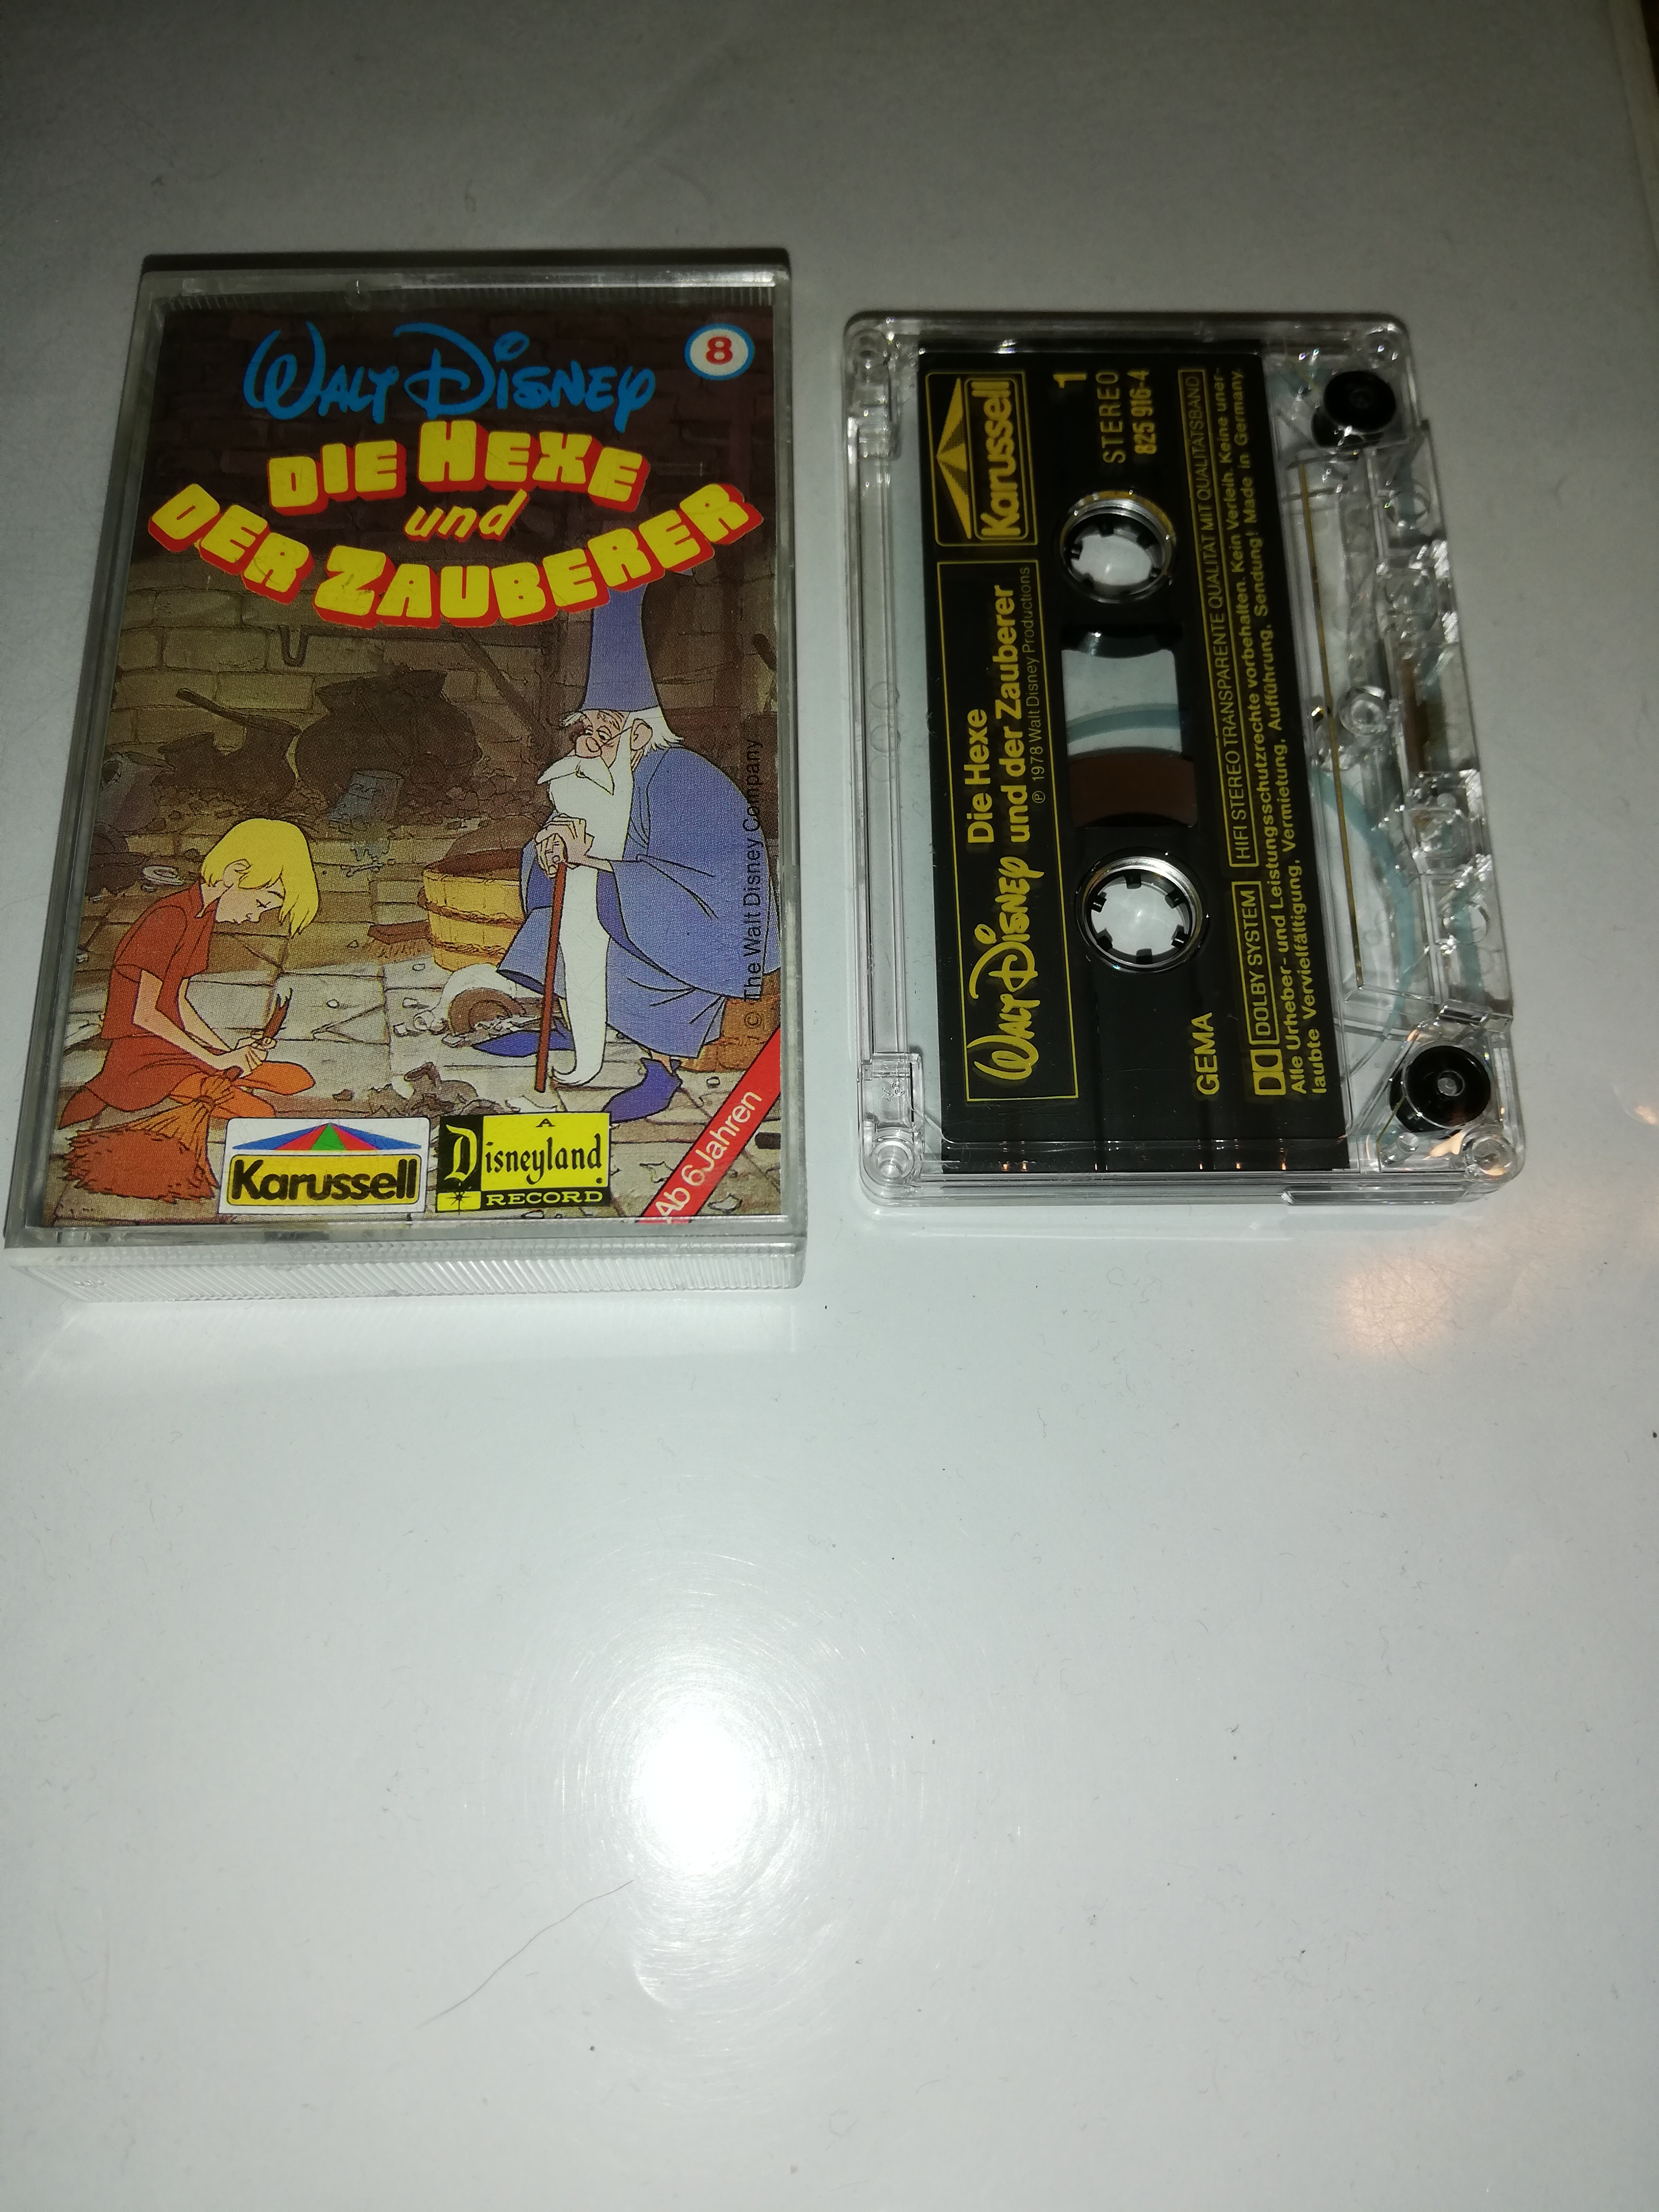 WALT DISNEY
8
DIE HEXE
und
DER ZAUBERER
© The Walt Disney Company
Karussell
A
Disneyland
RECORD
Ab 6 Jahren
Karussell
1
STEREO
825 916-4
WALT DISNEY
Die Hexe
und der Zauberer
℗ 1978 Walt Disney Productions
GEMA
DOLBY SYSTEM
HIFI STEREO TRANSPARENTE QUALITÄT MIT QUALITÄTSBAND
Alle Urheber- und Leistungsschutzrechte vorbehalten. Kein Verleih. Keine uner-
laubte Vervielfältigung, Vermietung, Aufführung, Sendung! Made in Germany.